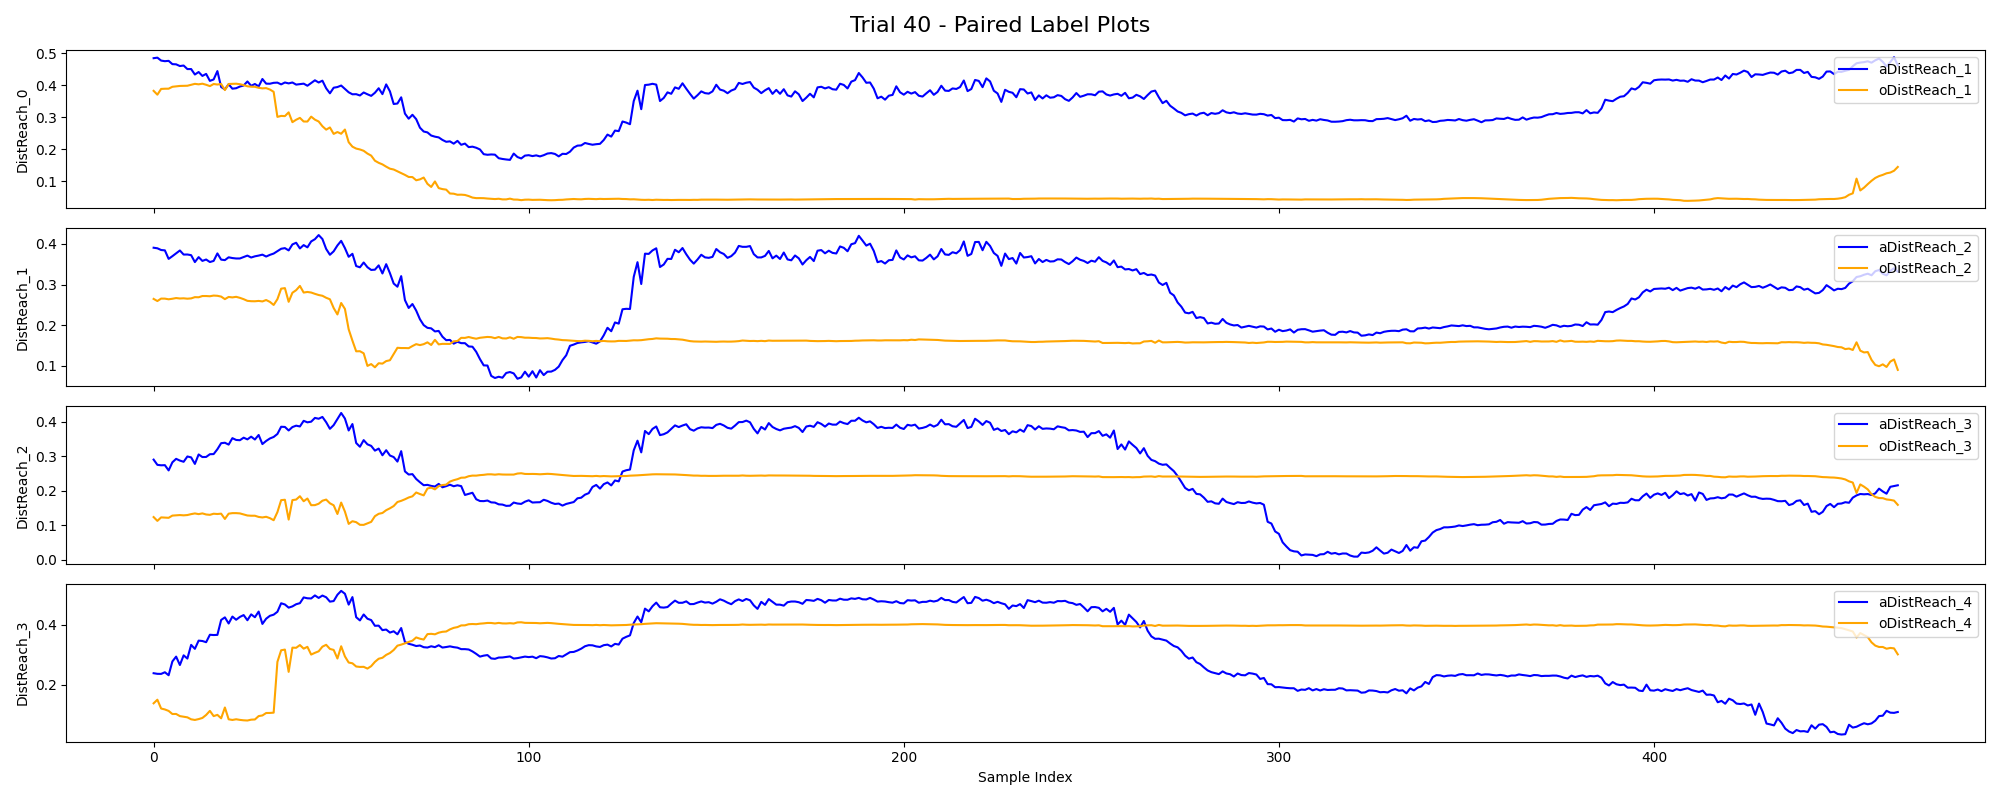 Trial 40 - Paired Label Plots
DistReach_0
0.5
0.4
0.3
0.2
0.1
aDistReach_1
oDistReach_1
DistReach_1
0.4
0.3
0.2
0.1
aDistReach_2
oDistReach_2
DistReach_2
0.4
0.3
0.2
0.1
0.0
aDistReach_3
oDistReach_3
DistReach_3
0.4
0.2
aDistReach_4
oDistReach_4
0 100 200 300 400
Sample Index